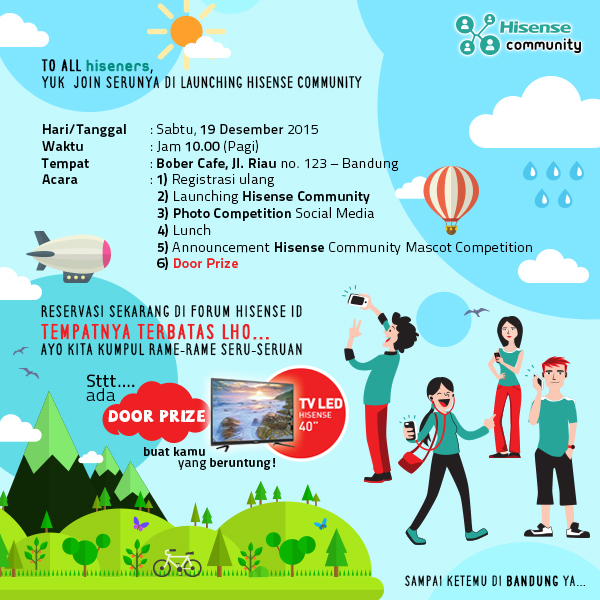 Hisense
community
TO ALL hiseners,
YUK JOIN SERUNYA DI LAUNCHING HISENSE COMMUNITY
Hari/Tanggal : Sabtu, 19 Desember 2015
Waktu : Jam 10.00 (Pagi)
Tempat : Bober Cafe, Jl. Riau no. 123 – Bandung
Acara : 1) Registrasi ulang
2) Launching Hisense Community
3) Photo Competition Social Media
4) Lunch
5) Announcement Hisense Community Mascot Competition
6) Door Prize
RESERVASI SEKARANG DI FORUM HISENSE ID
TEMPATNYA TERBATAS LHO...
AYO KITA KUMPUL RAME-RAME SERU-SERUAN
Sttt....
ada
DOOR PRIZE
TV LED
HISENSE
40"
buat kamu
yang beruntung!
SAMPAI KETEMU DI BANDUNG YA...